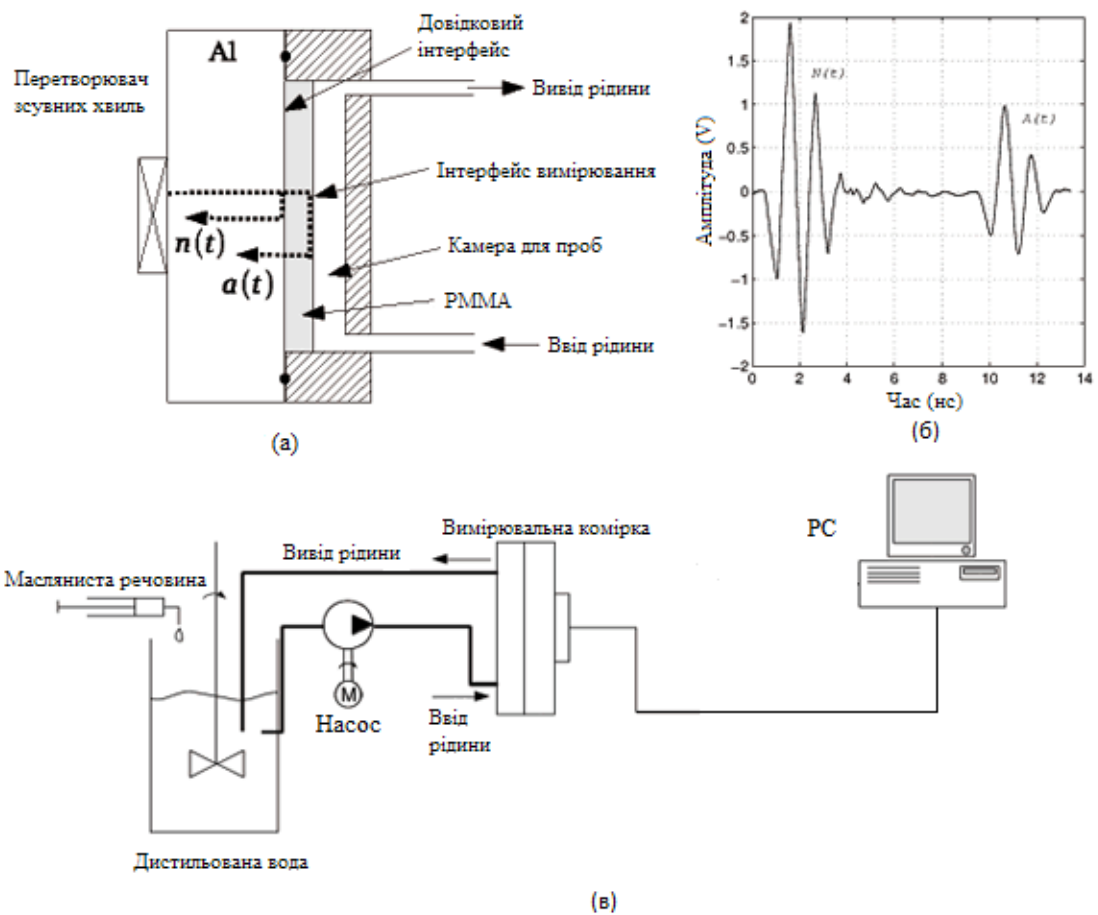 Al
Довідковий
інтерфейс
Перетворювач
зсувних хвиль
Вивід рідини
Інтерфейс вимірювання
n(t)
a(t)
Камера для проб
PMMA
Ввід рідини
(а)
Амплітуда (V)
2
1.5
1
0.5
0
−0.5
−1
−1.5
−2
N(t)
A(t)
0 2 4 6 8 10 12 14
Час (нс)
(б)
Вимірювальна комірка
PC
Вивід рідини
Масляниста речовина
M
Насос
Ввід
рідини
Дистильована вода
(в)